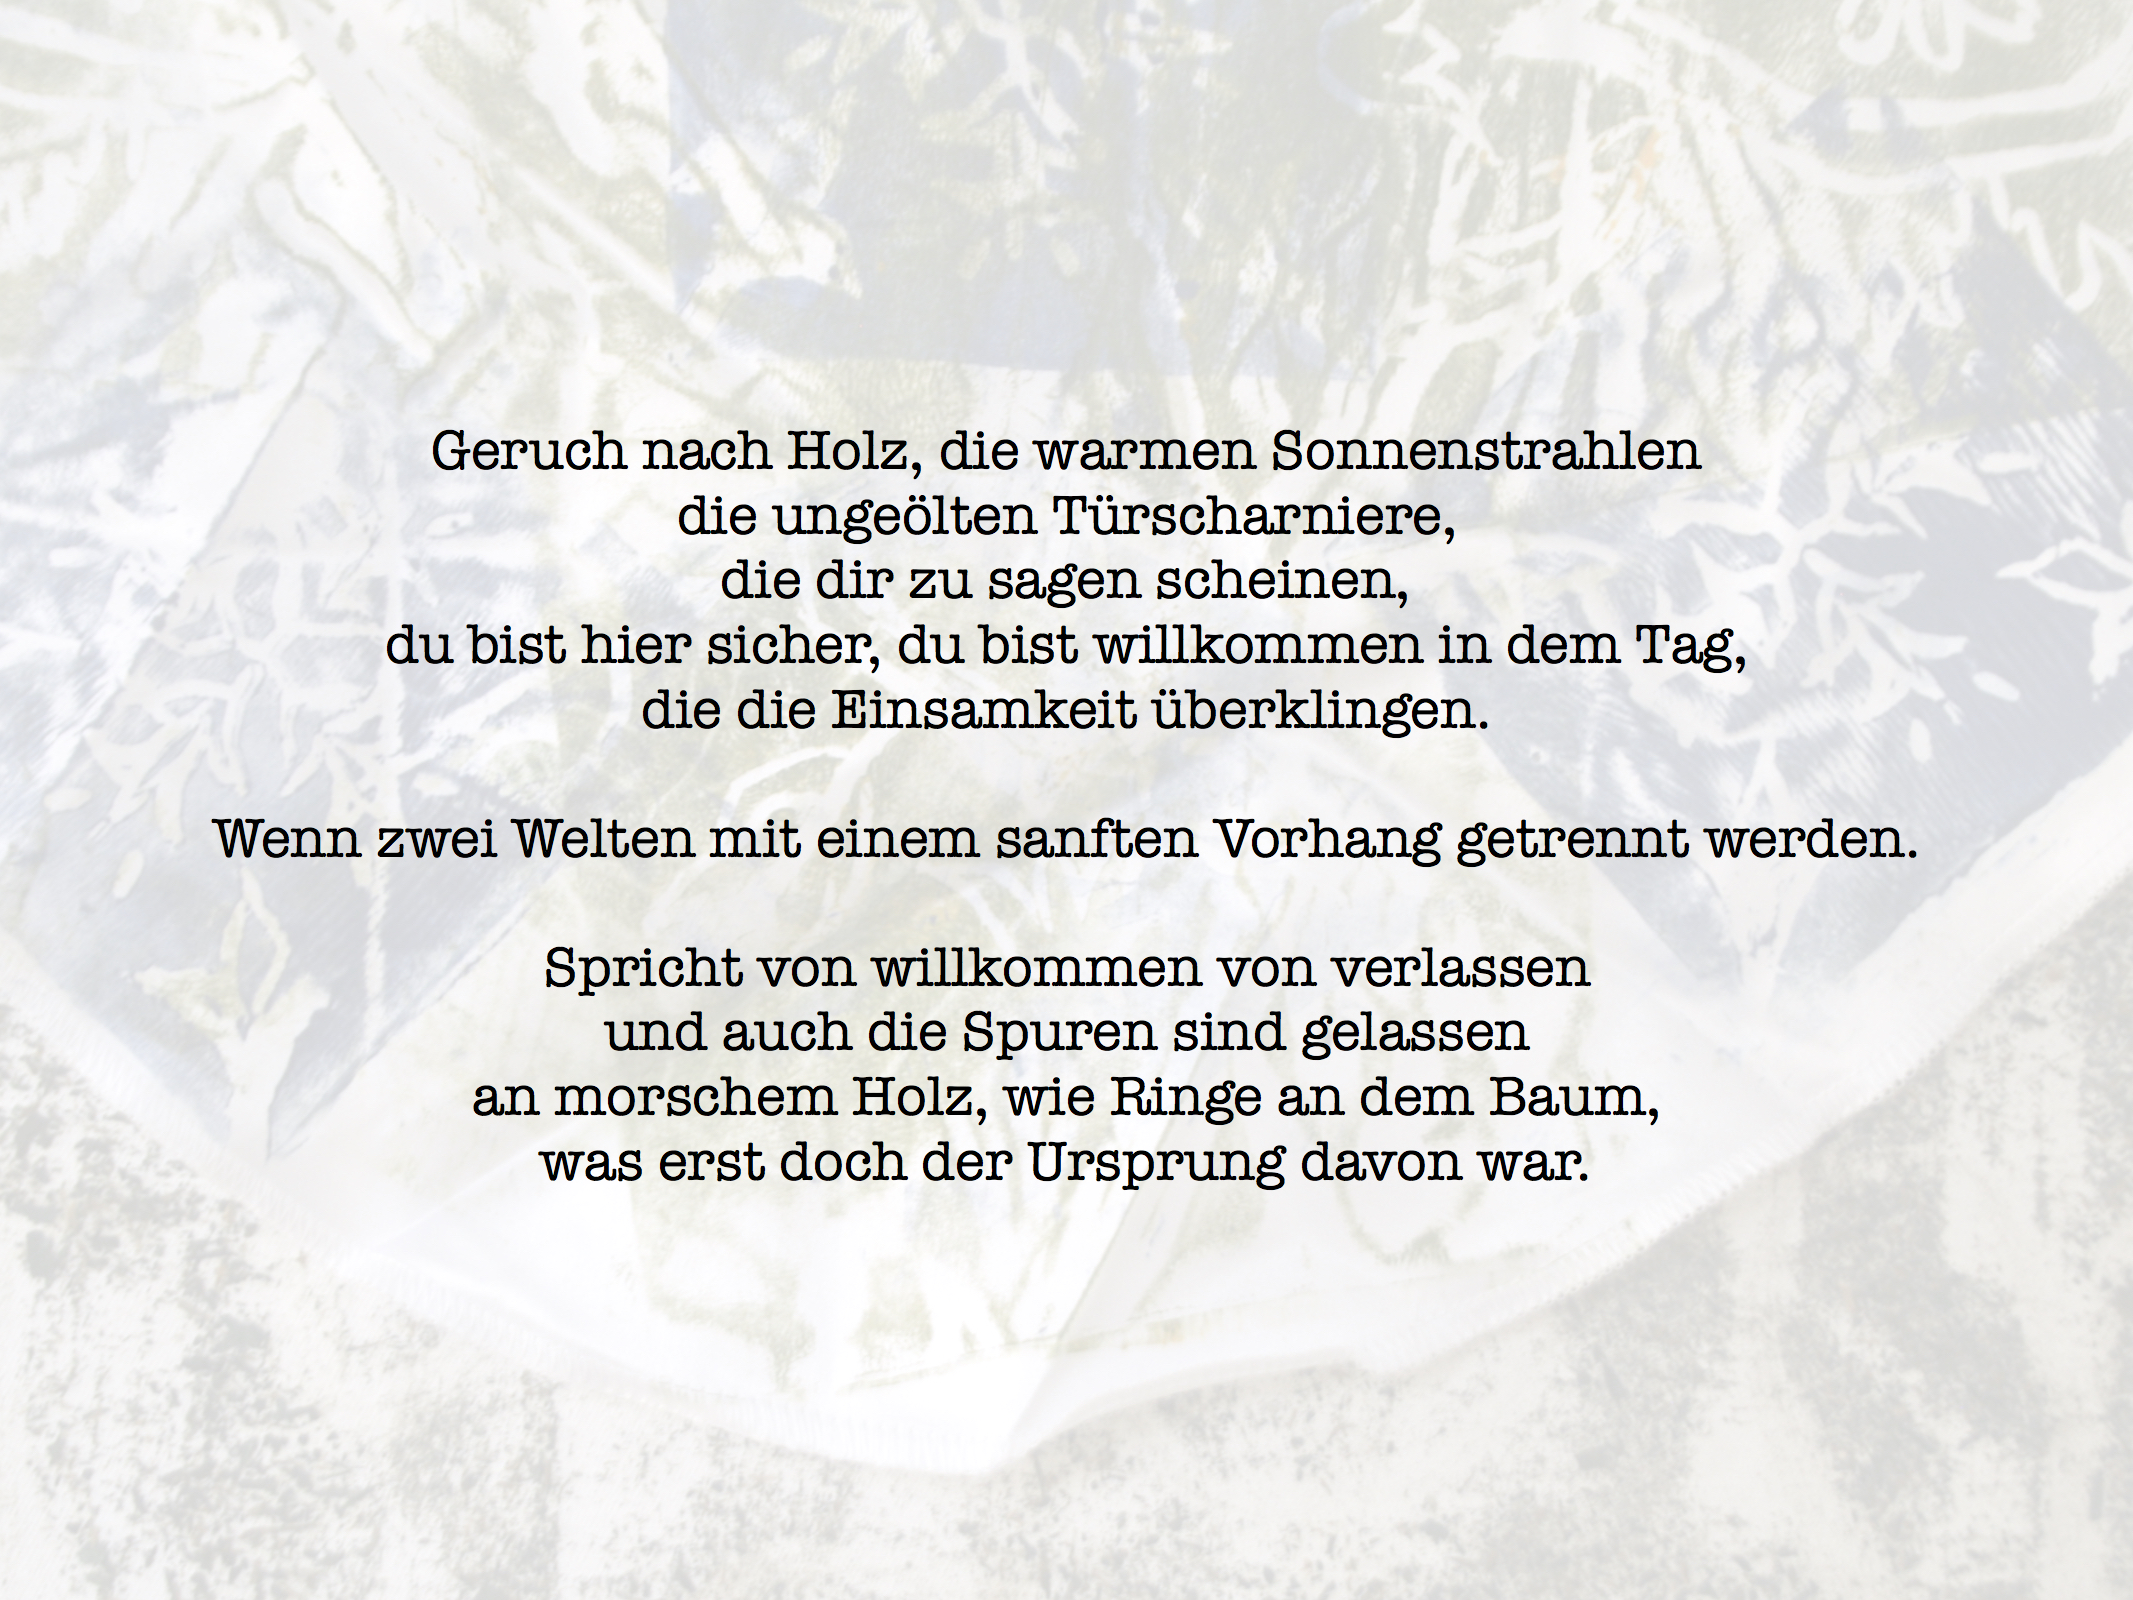 Geruch nach Holz, die warmen Sonnenstrahlen
die ungeölten Türscharniere,
die dir zu sagen scheinen,
du bist hier sicher, du bist willkommen in dem Tag,
die die Einsamkeit überklingen.
Wenn zwei Welten mit einem sanften Vorhang getrennt werden.
Spricht von willkommen von verlassen
und auch die Spuren sind gelassen
an morschem Holz, wie Ringe an dem Baum,
was erst doch der Ursprung davon war.